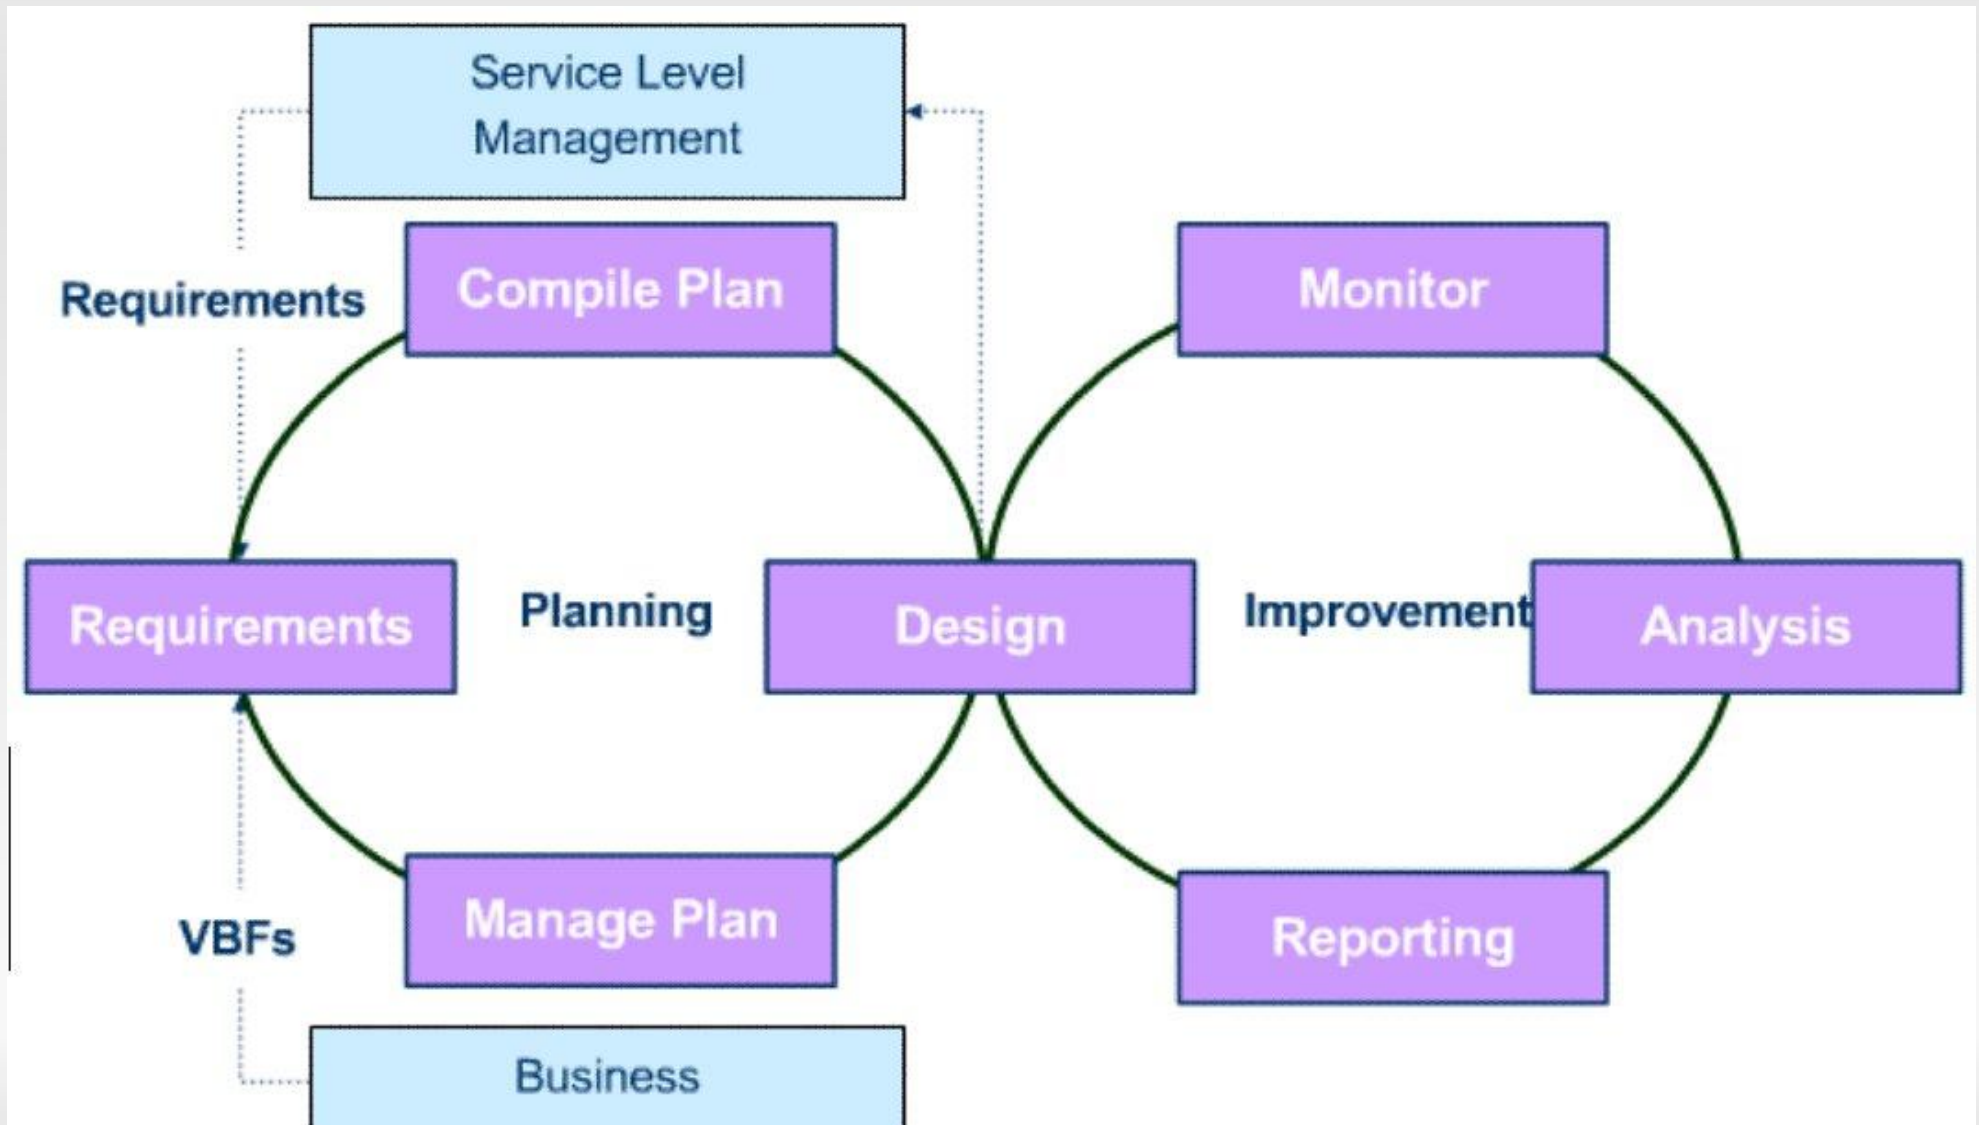 Service Level
Management
Compile Plan
Monitor
Requirements
Requirements
Planning
Design
Improvement
Analysis
Manage Plan
VBFs
Reporting
Business